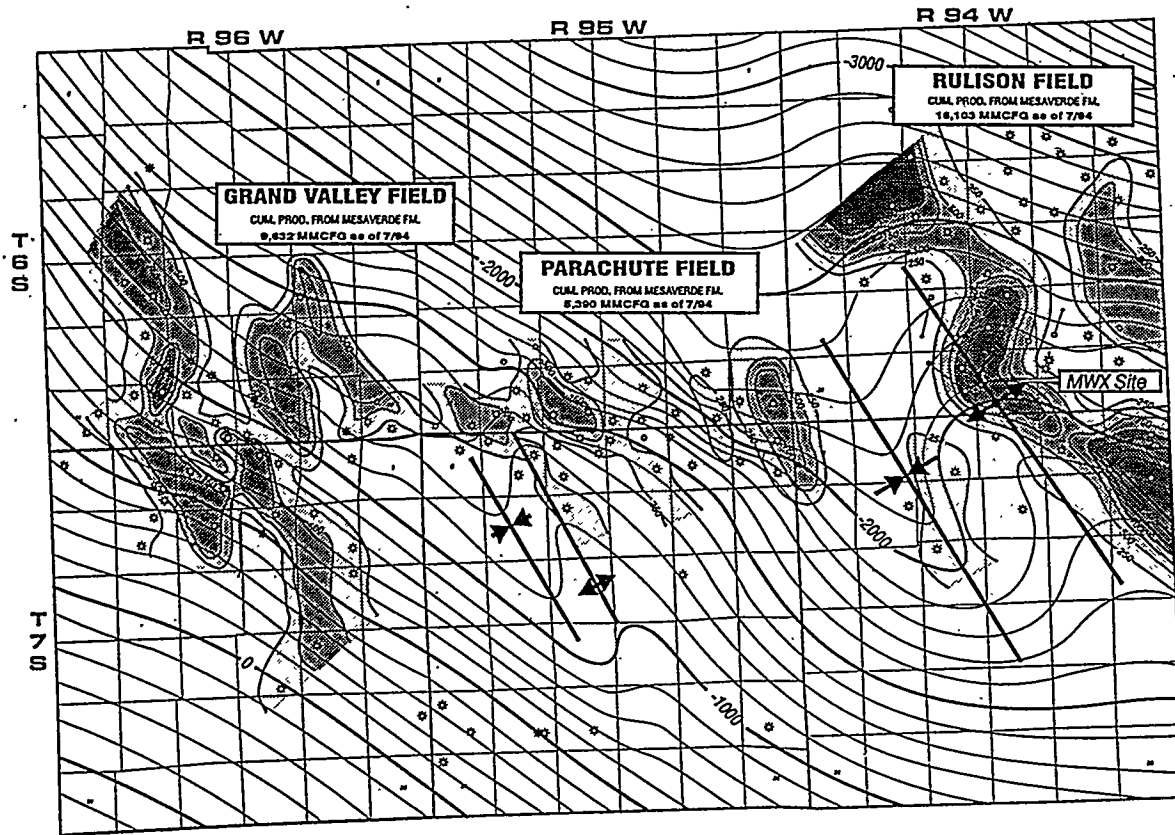 R 96 W
R 95 W
R 94 W
-3000
RULISON FIELD
CUM. PROD. FROM MESAVERDE FM.
16,103 MMCFG as of 7/94
GRAND VALLEY FIELD
CUM. PROD. FROM MESAVERDE FM.
9,632 MMCFG as of 7/94
T
6
S
-2000
PARACHUTE FIELD
CUM. PROD. FROM MESAVERDE FM.
5,390 MMCFG as of 7/94
250
MWX Site
-2000
T
7
S
0
-1000